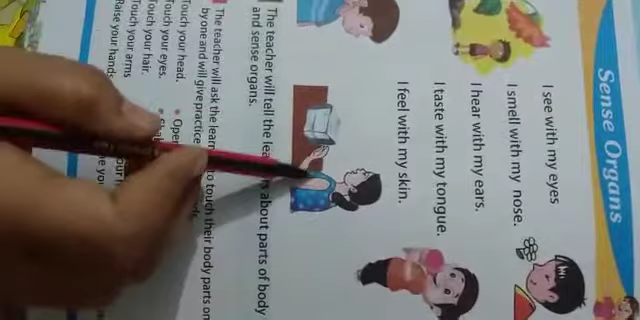 Sense Organs
I see with my eyes
I smell with my nose.
I hear with my ears.
I taste with my tongue.
I feel with my skin.
The teacher will tell the about parts of body
and sense organs.
The teacher will ask the to touch their body parts on
by one and will give practice
Touch your head.
Touch your eyes.
Touch your hair.
Touch your arms
Raise your hands